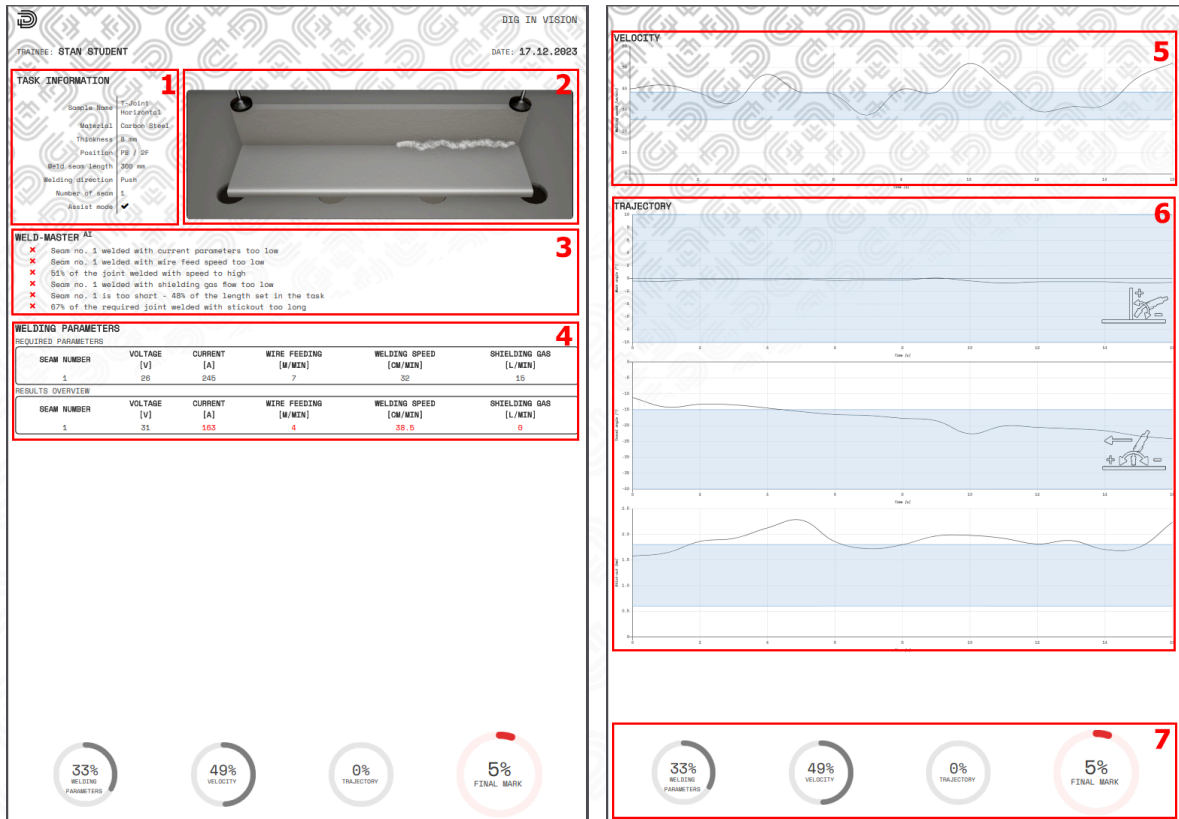 DIG IN VISION
TRAINEE: STAN STUDENT
DATE: 17.12.2023
TASK INFORMATION
1
Sample Name T-Joint Horizontal
Material Carbon Steel
Thickness 8 mm
Position PB / 2F
Weld seam length 300 mm
Welding direction Push
Number of seam 1
Assist mode ✔
2
WELD-MASTER AI
3
× Seam no. 1 welded with current parameters too low
× Seam no. 1 welded with wire feed speed too low
× 51% of the joint welded with speed to high
× Seam no. 1 welded with shielding gas flow too low
× Seam no. 1 is too short - 48% of the length set in the task
× 67% of the required joint welded with stickout too long
WELDING PARAMETERS
4
REQUIRED PARAMETERS
SEAM NUMBER VOLTAGE [V] CURRENT [A] WIRE FEEDING [M/MIN] WELDING SPEED [CM/MIN] SHIELDING GAS [L/MIN]
1 26 245 7 32 15
RESULTS OVERVIEW
SEAM NUMBER VOLTAGE [V] CURRENT [A] WIRE FEEDING [M/MIN] WELDING SPEED [CM/MIN] SHIELDING GAS [L/MIN]
1 31 163 4 38.5 0
33% WELDING PARAMETERS
49% VELOCITY
0% TRAJECTORY
5% FINAL MARK
VELOCITY
5
TRAJECTORY
6
Time [s]
Time [s]
7
33% WELDING PARAMETERS
49% VELOCITY
0% TRAJECTORY
5% FINAL MARK